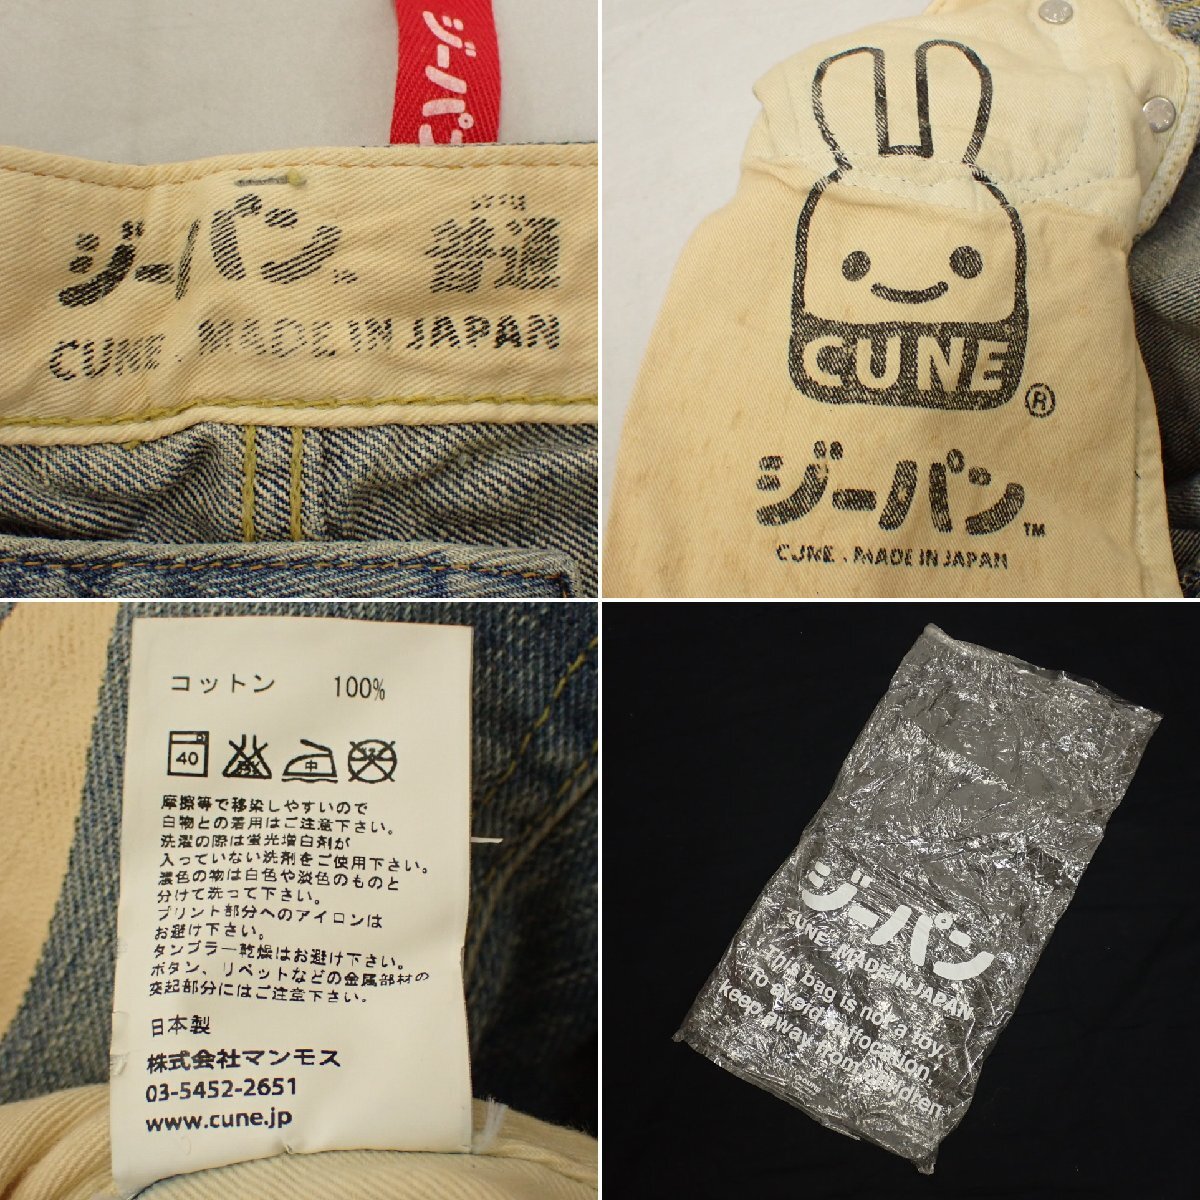 ジーパン
ジーパン
普通
CUNE. MADE IN JAPAN
CUNE
®
ジーパン™
CUNE. MADE IN JAPAN
コットン 100%
40
中
摩擦等で移染しやすいので
白物との着用はご注意下さい。
洗濯の際は蛍光増白剤が
入っていない洗剤をご使用下さい。
濃色の物は白色や淡色のものと
分けて洗って下さい。
プリント部分へのアイロンは
お避け下さい。
タンブラー乾燥はお避け下さい。
ボタン、リベットなどの金属部材の
突起部分にはご注意下さい。
日本製
株式会社マンモス
03-5452-2651
www.cune.jp
ジーパン
CUNE. MADE IN JAPAN
This bag is not a toy.
To avoid suffocation,
keep away from children